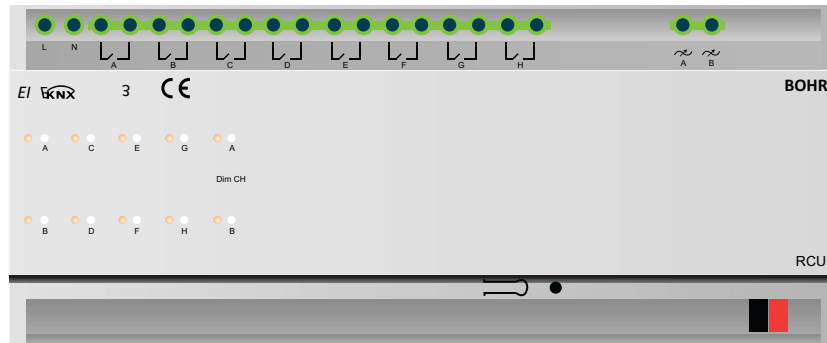 L N A B C D E F G H A B
EI KNX 3 CE BOHR
A C E G A
Dim CH
B D F H B
RCU